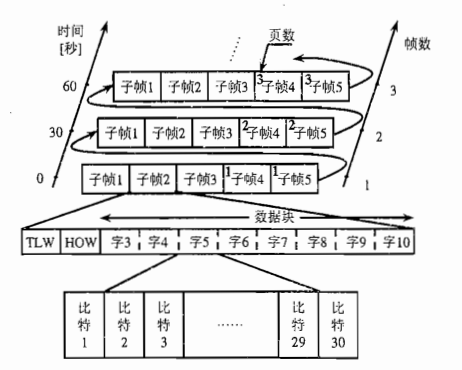 时间
[秒]
页数
帧数
60
子帧1 子帧2 子帧3 3子帧4 3子帧5
3
30
子帧1 子帧2 子帧3 2子帧4 2子帧5
2
0
子帧1 子帧2 子帧3 1子帧4 1子帧5
1
数据块
TLW HOW 字3 字4 字5 字6 字7 字8 字9 字10
比特1 比特2 比特3 …… 比特29 比特30